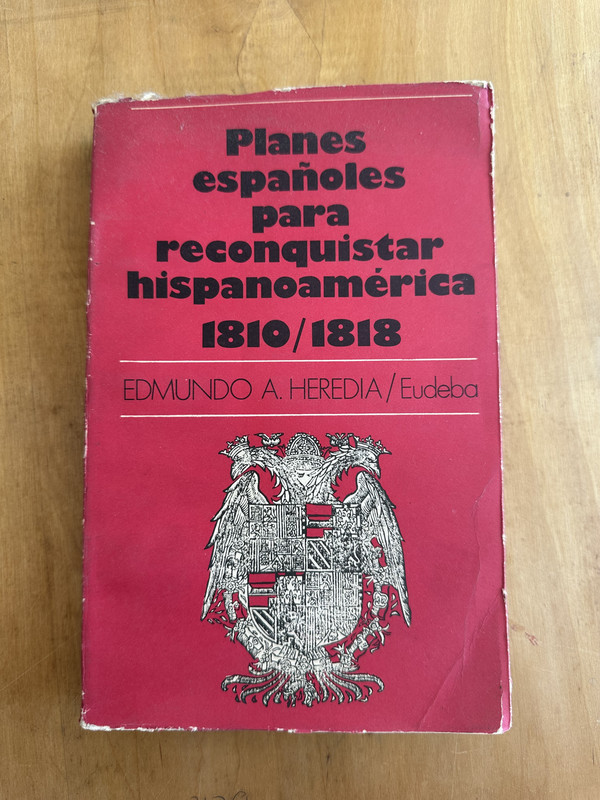 Planes
españoles
para
reconquistar
hispanoamérica
1810/1818
EDMUNDO A. HEREDIA/Eudeba